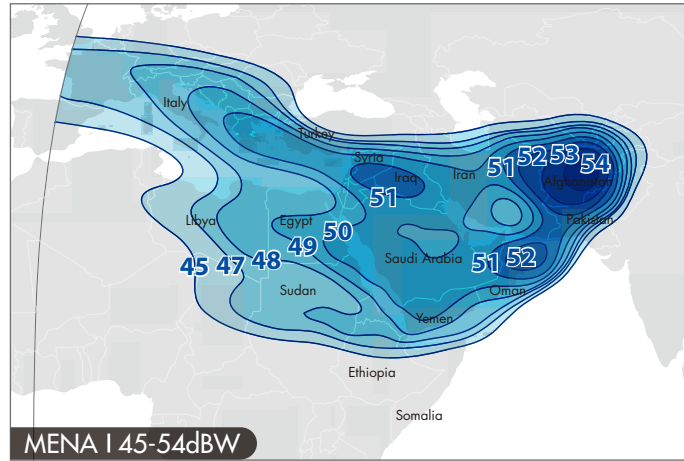 Italy
Turkey
Syria
Iraq
Iran
51
52
53
54
Afghanistan
51
Libya
Egypt
Pakistan
45
47
48
49
50
Saudi Arabia
51
52
Sudan
Oman
Yemen
Ethiopia
Somalia
MENA I 45-54dBW